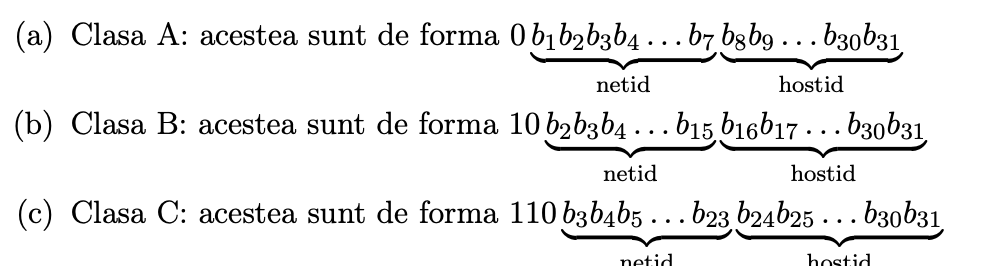 (a) Clasa A: acestea sunt de forma 0 b₁b₂b₃b₄ … b₇ b₈b₉ … b₃₀b₃₁
netid hostid
(b) Clasa B: acestea sunt de forma 10 b₂b₃b₄ … b₁₅ b₁₆b₁₇ … b₃₀b₃₁
netid hostid
(c) Clasa C: acestea sunt de forma 110 b₃b₄b₅ … b₂₃ b₂₄b₂₅ … b₃₀b₃₁
netid hostid